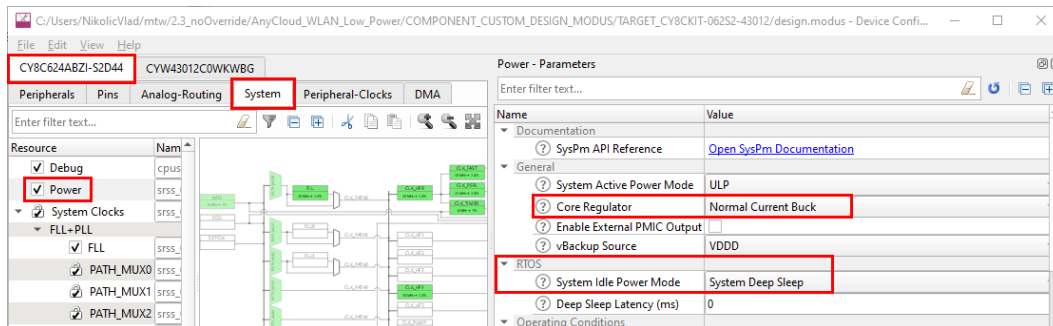 C:/Users/NikolicVlad/mtw/2.3_noOverride/AnyCloud_WLAN_Low_Power/COMPONENT_CUSTOM_DESIGN_MODUS/TARGET_CY8CKIT-062S2-43012/design.modus - Device Confi...
File Edit View Help
CY8C624ABZI-S2D44 CYW43012C0WKWBG
Peripherals Pins Analog-Routing System Peripheral-Clocks DMA
Enter filter text...
Resource Nam
Debug cpus
Power srss_
System Clocks srss_
FLL+PLL
FLL srss_
PATH_MUX0 srss_
PATH_MUX1 srss_
PATH_MUX2 srss_
Power - Parameters
Enter filter text...
Name Value
Documentation
SysPm API Reference Open SysPm Documentation
General
System Active Power Mode ULP
Core Regulator Normal Current Buck
Enable External PMIC Output
vBackup Source VDDD
RTOS
System Idle Power Mode System Deep Sleep
Deep Sleep Latency (ms) 0
Operating Conditions